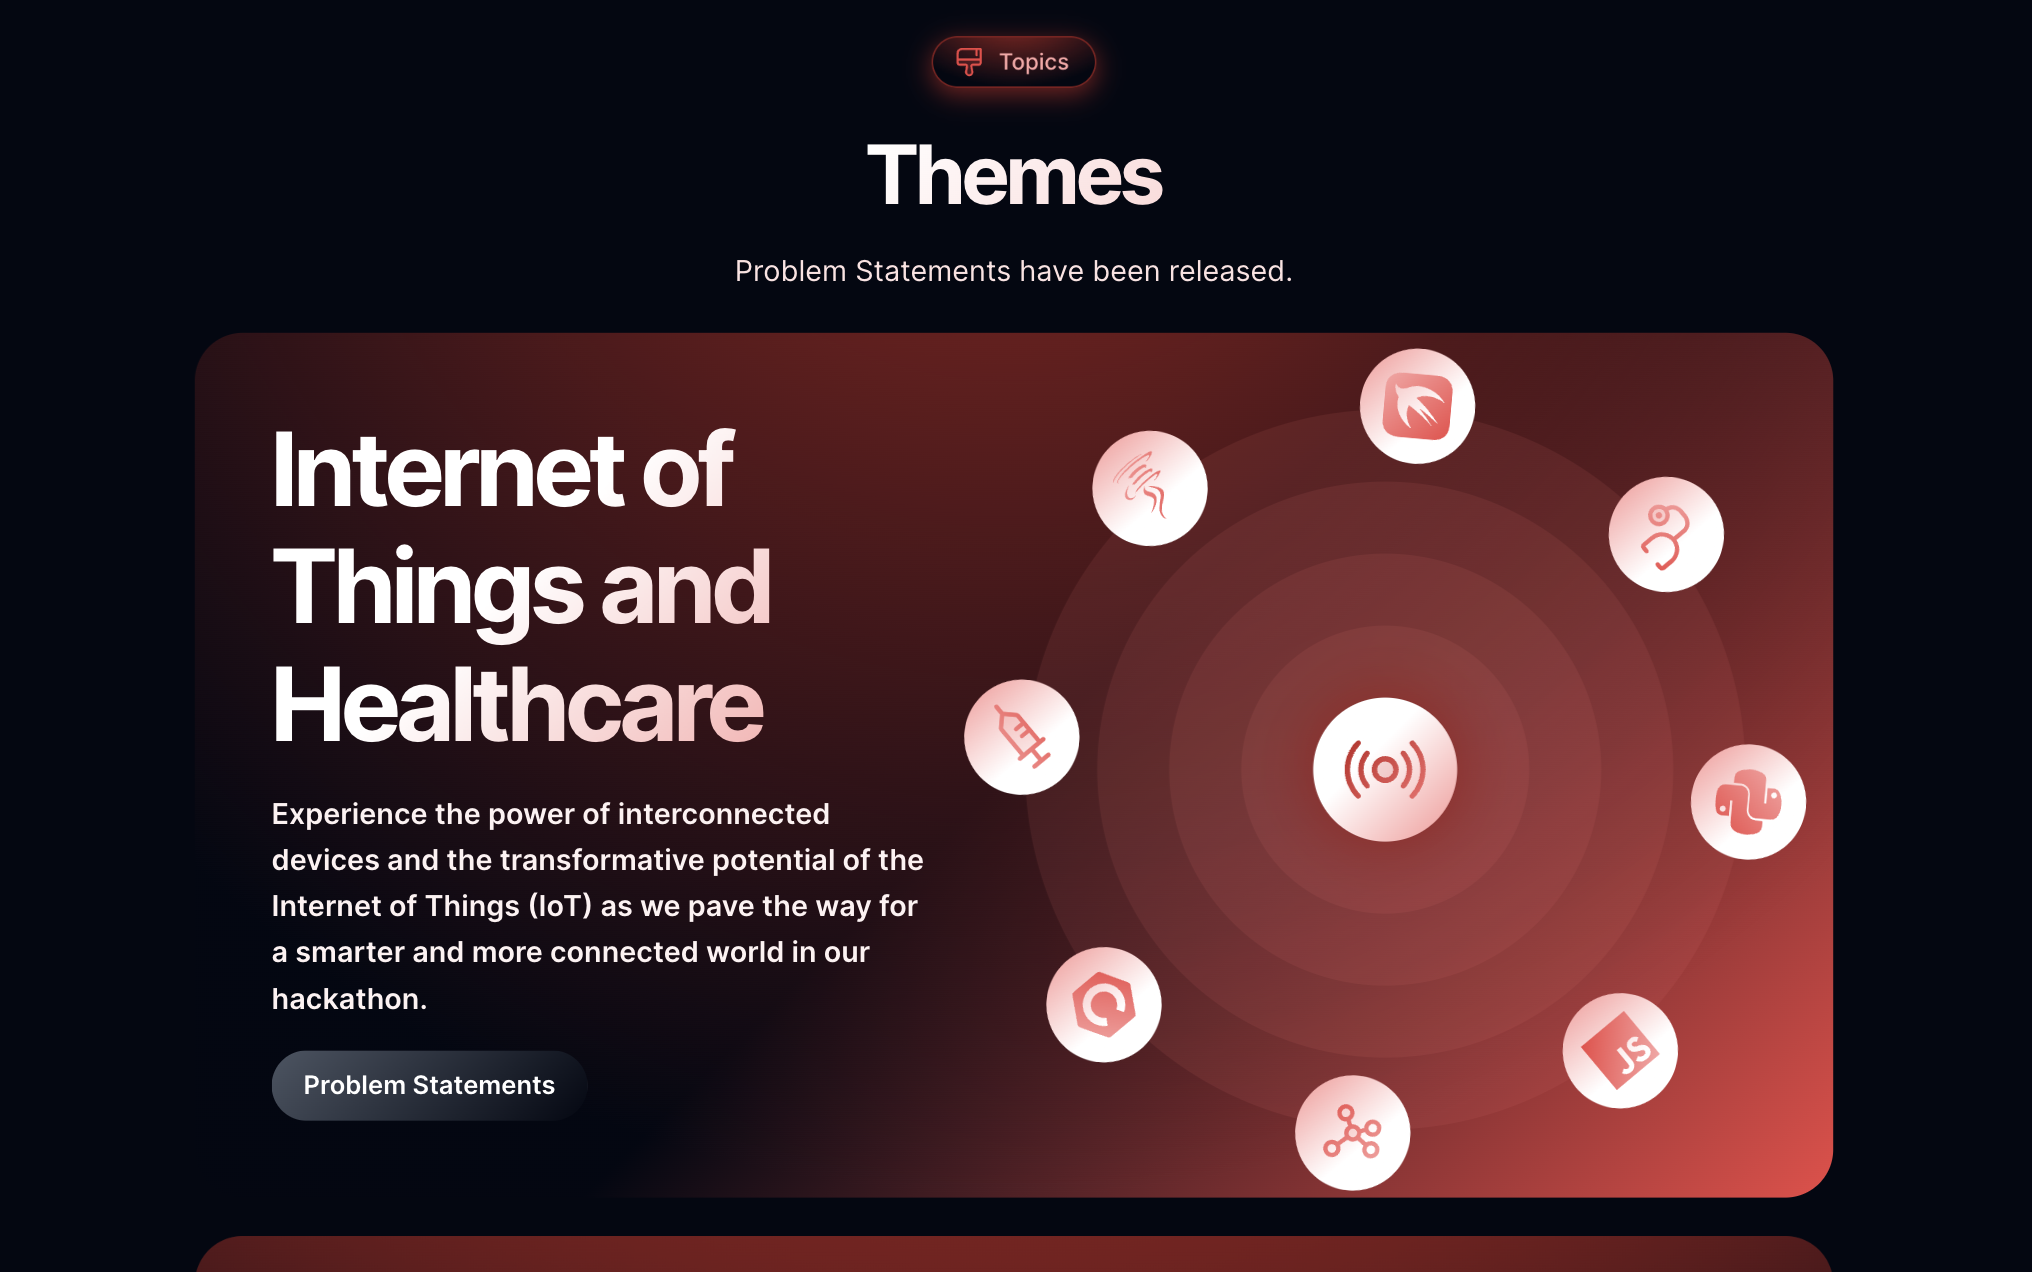 Topics
Themes
Problem Statements have been released.
Internet of
Things and
Healthcare
Experience the power of interconnected
devices and the transformative potential of the
Internet of Things (IoT) as we pave the way for
a smarter and more connected world in our
hackathon.
Problem Statements
JS